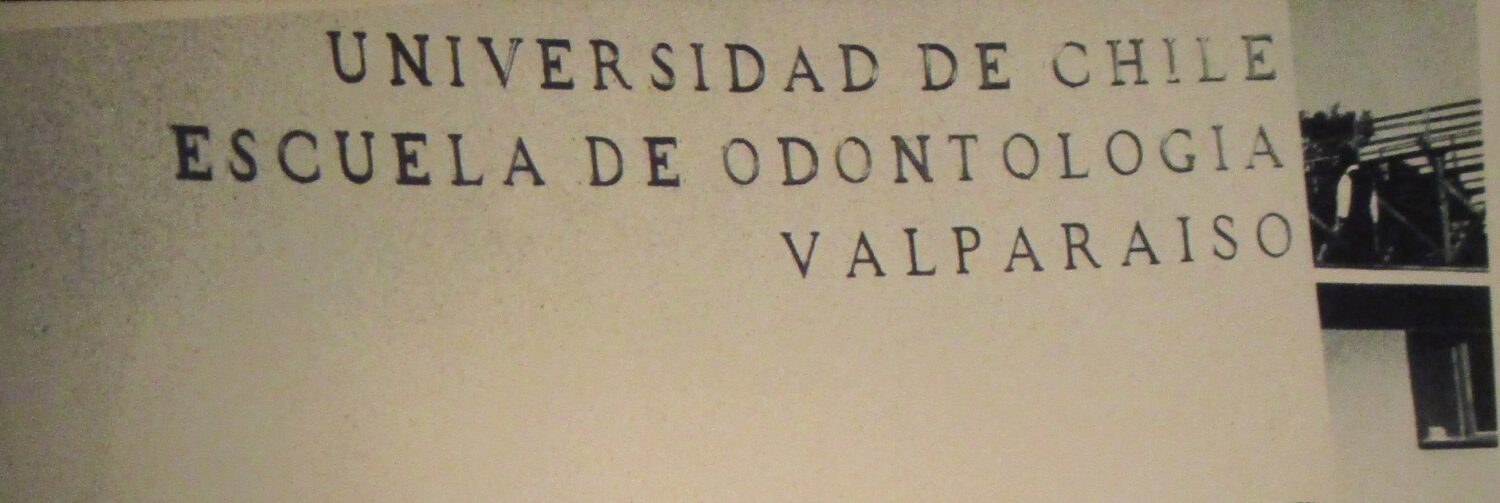 UNIVERSIDAD DE CHILE
ESCUELA DE ODONTOLOGIA
VALPARAISO